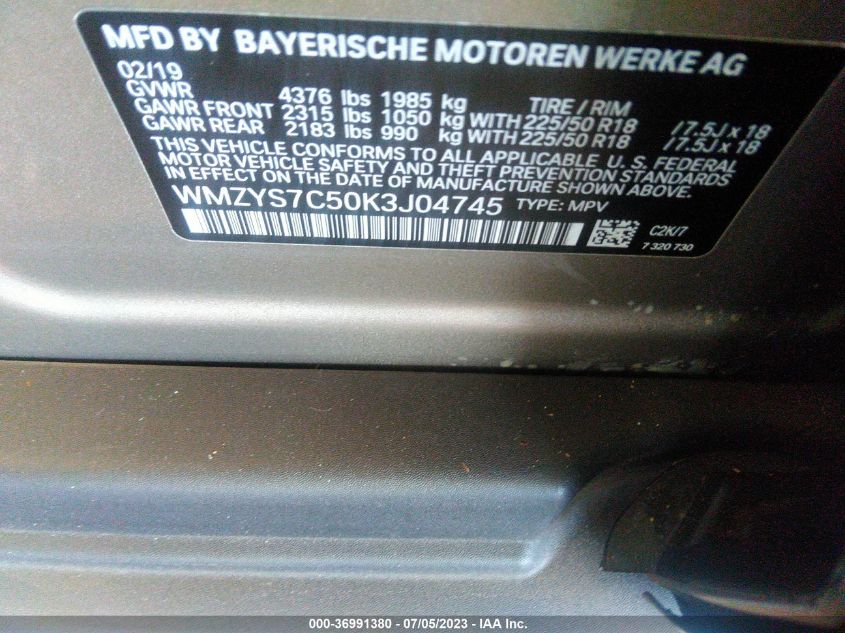 MFD BY BAYERISCHE MOTOREN WERKE AG
02/19
GVWR 4376 lbs 1985 kg TIRE / RIM
GAWR FRONT 2315 lbs 1050 kg WITH 225/50 R18 /7.5J x 18
GAWR REAR 2183 lbs 990 kg WITH 225/50 R18 /7.5J x 18
THIS VEHICLE CONFORMS TO ALL APPLICABLE U.S. FEDERAL
MOTOR VEHICLE SAFETY AND THEFT PREVENTION STANDARDS
IN EFFECT ON THE DATE OF MANUFACTURE SHOWN ABOVE.
WMZYS7C50K3J04745 TYPE: MPV
C2K/7
7 320 730
000-36991380 - 07/05/2023 - IAA Inc.